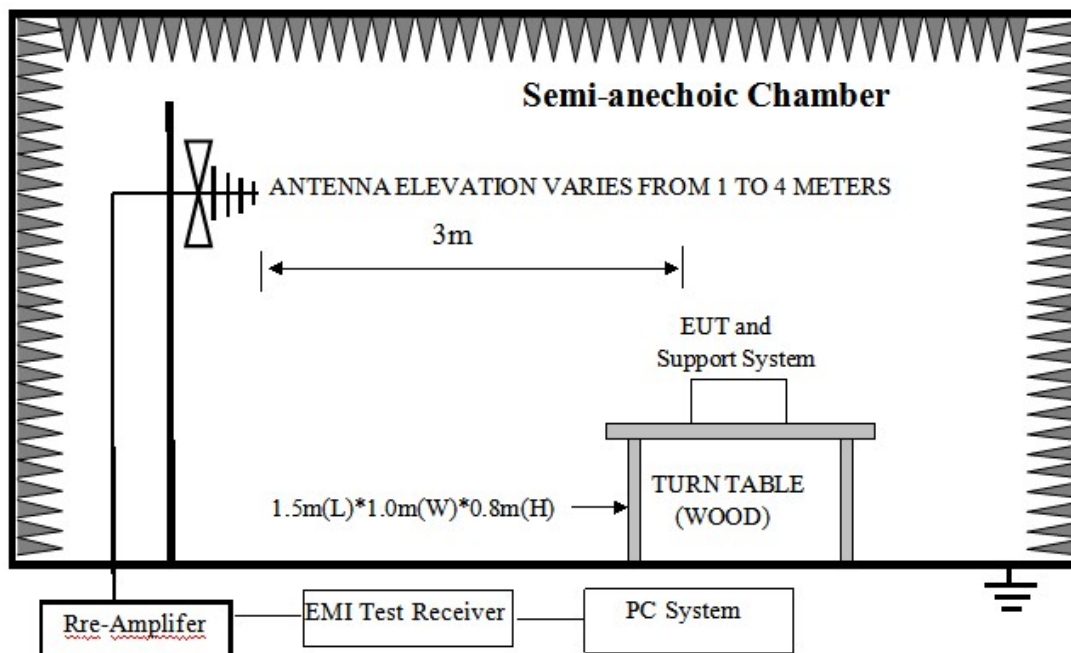 Semi-anechoic Chamber
ANTENNA ELEVATION VARIES FROM 1 TO 4 METERS
3m
EUT and
Support System
1.5m(L)*1.0m(W)*0.8m(H)
TURN TABLE
(WOOD)
Rre-Amplifer
EMI Test Receiver
PC System